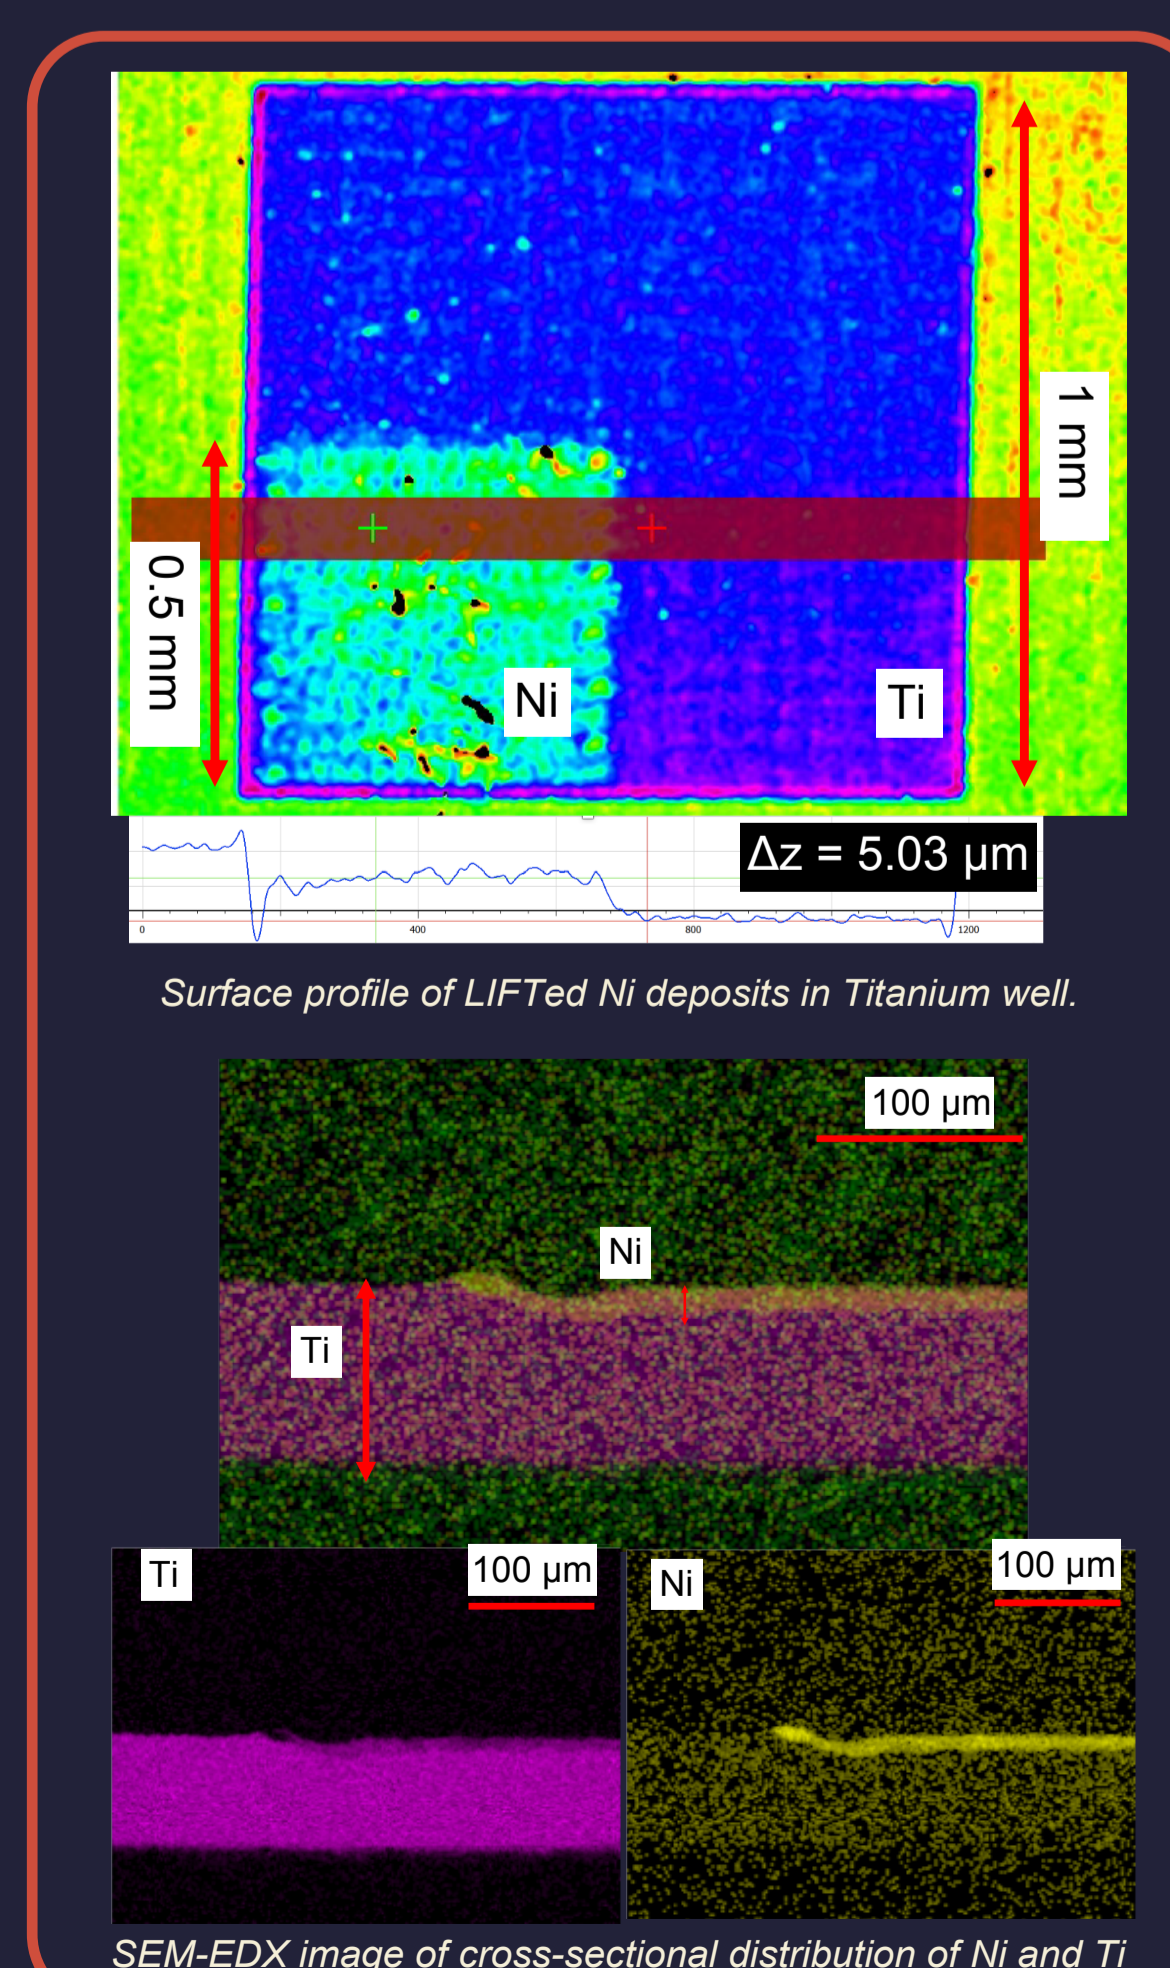 1 mm
0.5 mm
Ni
Ti
Δz = 5.03 µm
0
400
800
1200
Surface profile of LIFTed Ni deposits in Titanium well.
100 µm
Ni
Ti
Ti
100 µm
Ni
100 µm
SEM-EDX image of cross-sectional distribution of Ni and Ti